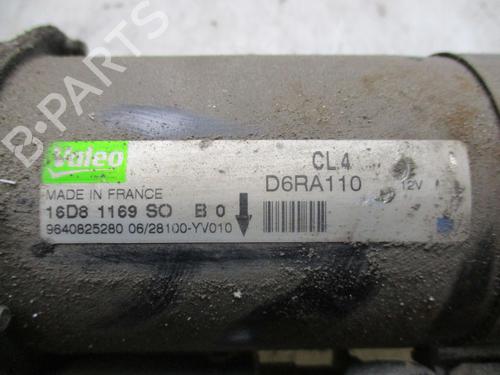 B-PARTS
Valeo
MADE IN FRANCE
CL4
D6RA110
12V
16D8 1169 SO B 0
9640825280 06/28100-YV010